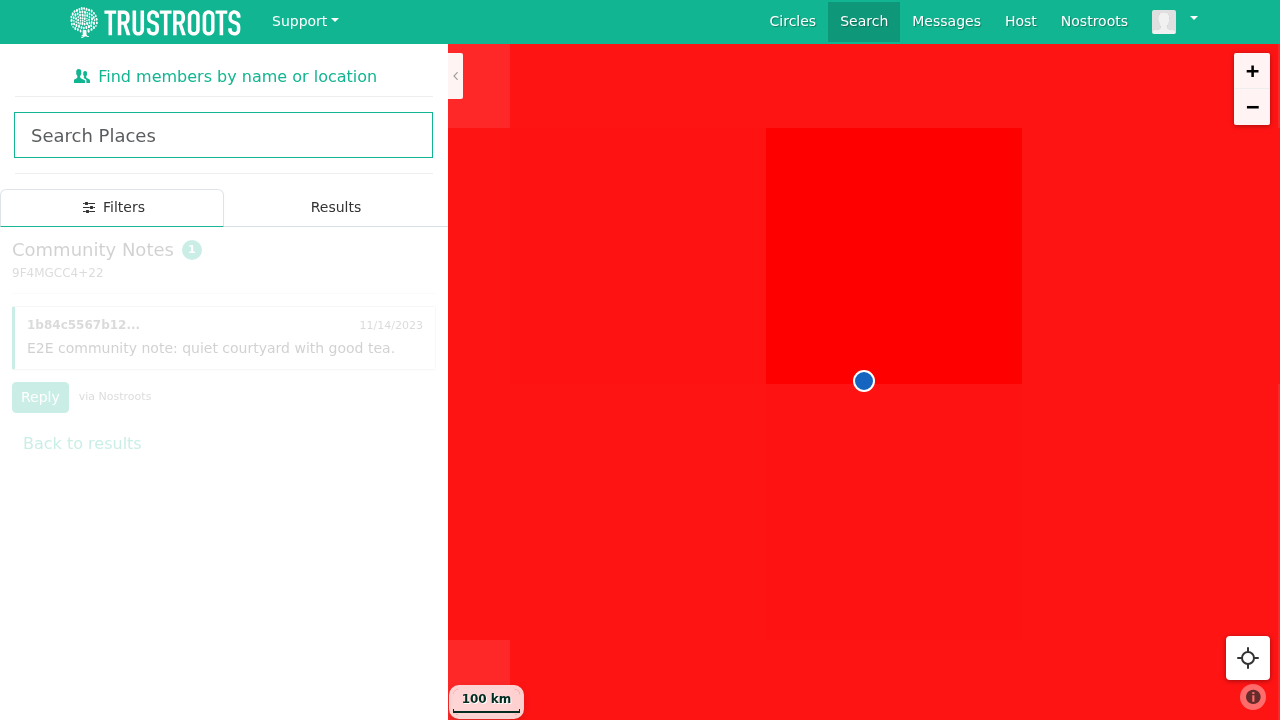 TRUSTROOTS
Support
Circles
Search
Messages
Host
Nostroots
Find members by name or location
Search Places
Filters
Results
Community Notes 1
9F4MGCC4+22
1b84c5567b12... 11/14/2023
E2E community note: quiet courtyard with good tea.
Reply via Nostroots
Back to results
+
−
100 km